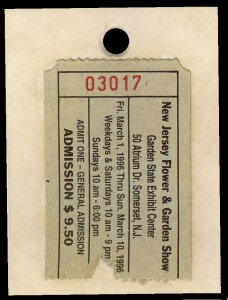 03017
New Jersey Flower & Garden Show
Garden State Exhibit Center
50 Atrium Dr. Somerset, N.J.
Fri. March 1, 1996 Thru Sun. March 10, 1996
Weekdays & Saturdays 10 am - 9 pm
Sundays 10 am - 6:00 pm
ADMIT ONE - GENERAL ADMISSION
ADMISSION $ 9.50